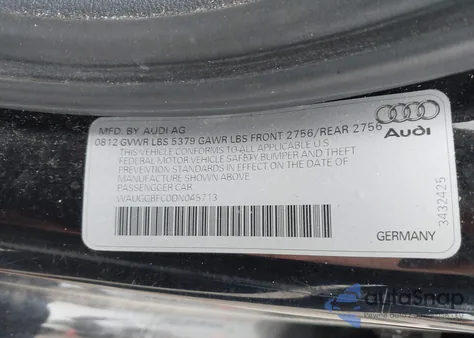 MFD. BY AUDI AG
0812 GVWR LBS 5379 GAWR LBS FRONT 2756/REAR 2756
THIS VEHICLE CONFORMS TO ALL APPLICABLE U.S.
FEDERAL MOTOR VEHICLE SAFETY BUMPER AND THEFT
PREVENTION STANDARDS IN EFFECT ON THE DATE OF
MANUFACTURE SHOWN ABOVE.
PASSENGER CAR
WAUGGBFC0DN045713
Audi
3432425
GERMANY
autoSnap